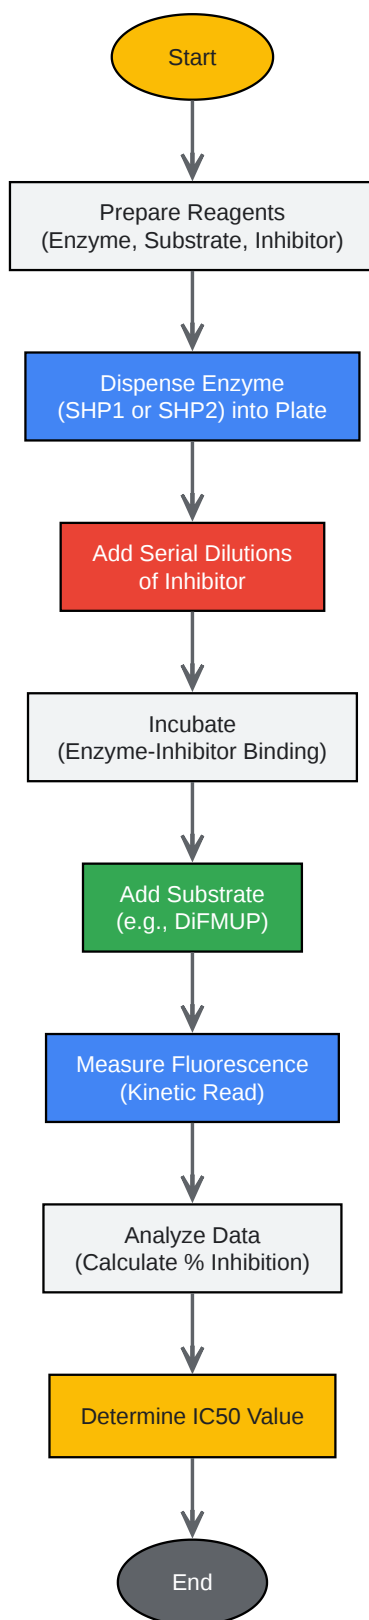 Start
Prepare Reagents
(Enzyme, Substrate, Inhibitor)
Dispense Enzyme
(SHP1 or SHP2) into Plate
Add Serial Dilutions
of Inhibitor
Incubate
(Enzyme-Inhibitor Binding)
Add Substrate
(e.g., DiFMUP)
Measure Fluorescence
(Kinetic Read)
Analyze Data
(Calculate % Inhibition)
Determine IC50 Value
End